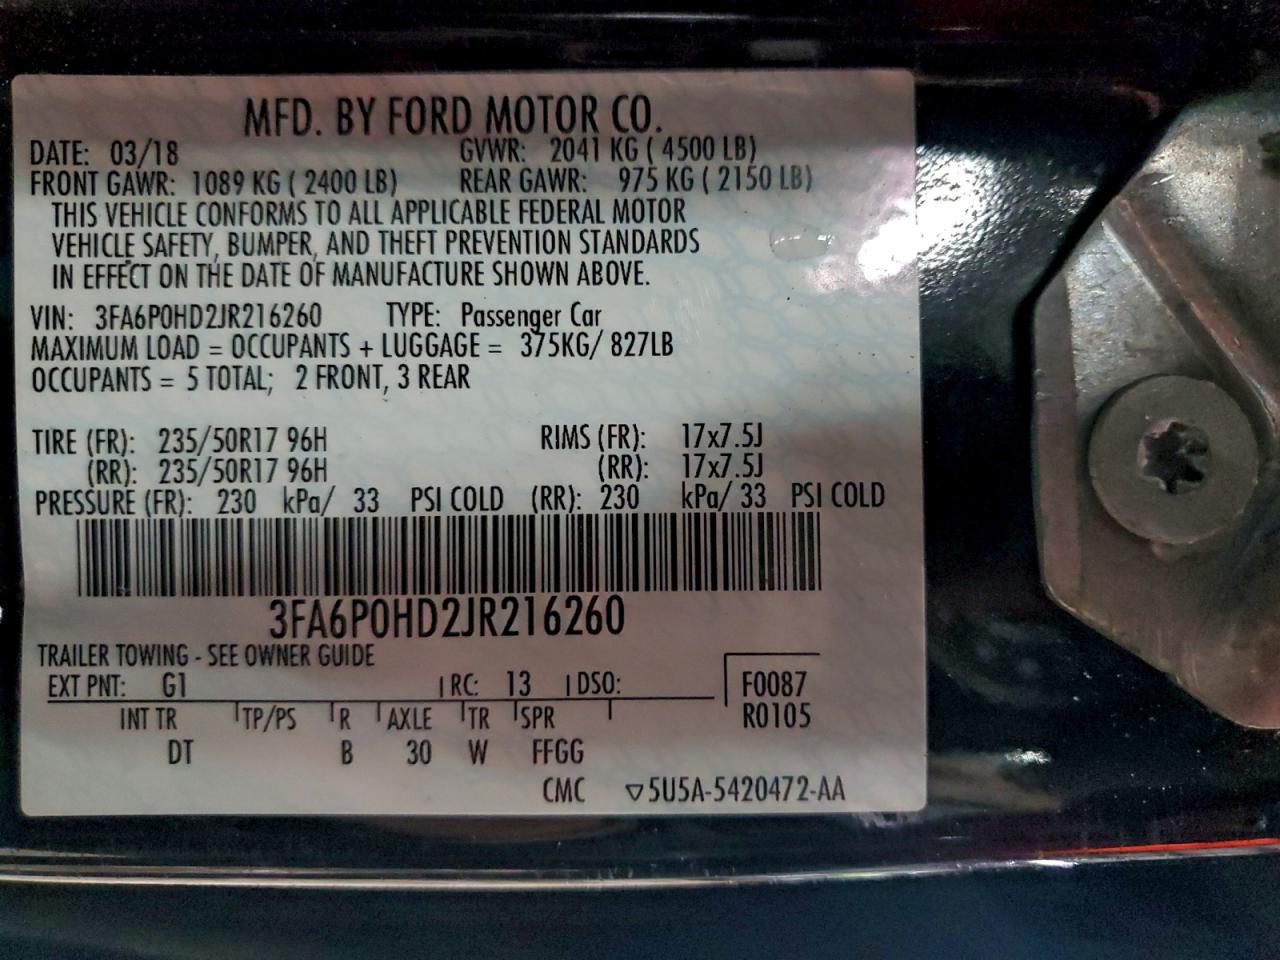 MFD. BY FORD MOTOR CO.
DATE: 03/18 GVWR: 2041 KG ( 4500 LB)
FRONT GAWR: 1089 KG ( 2400 LB) REAR GAWR: 975 KG ( 2150 LB)
THIS VEHICLE CONFORMS TO ALL APPLICABLE FEDERAL MOTOR
VEHICLE SAFETY, BUMPER, AND THEFT PREVENTION STANDARDS
IN EFFECT ON THE DATE OF MANUFACTURE SHOWN ABOVE.
VIN: 3FA6P0HD2JR216260 TYPE: Passenger Car
MAXIMUM LOAD = OCCUPANTS + LUGGAGE = 375KG/ 827LB
OCCUPANTS = 5 TOTAL; 2 FRONT, 3 REAR
TIRE (FR): 235/50R17 96H RIMS (FR): 17x7.5J
(RR): 235/50R17 96H (RR): 17x7.5J
PRESSURE (FR): 230 kPa/ 33 PSI COLD (RR): 230 kPa/ 33 PSI COLD
3FA6P0HD2JR216260
TRAILER TOWING - SEE OWNER GUIDE
EXT PNT: G1 RC: 13 DSO: F0087
INT TR TP/PS R AXLE TR SPR R0105
DT B 30 W FFGG
CMC ▽5U5A-5420472-AA